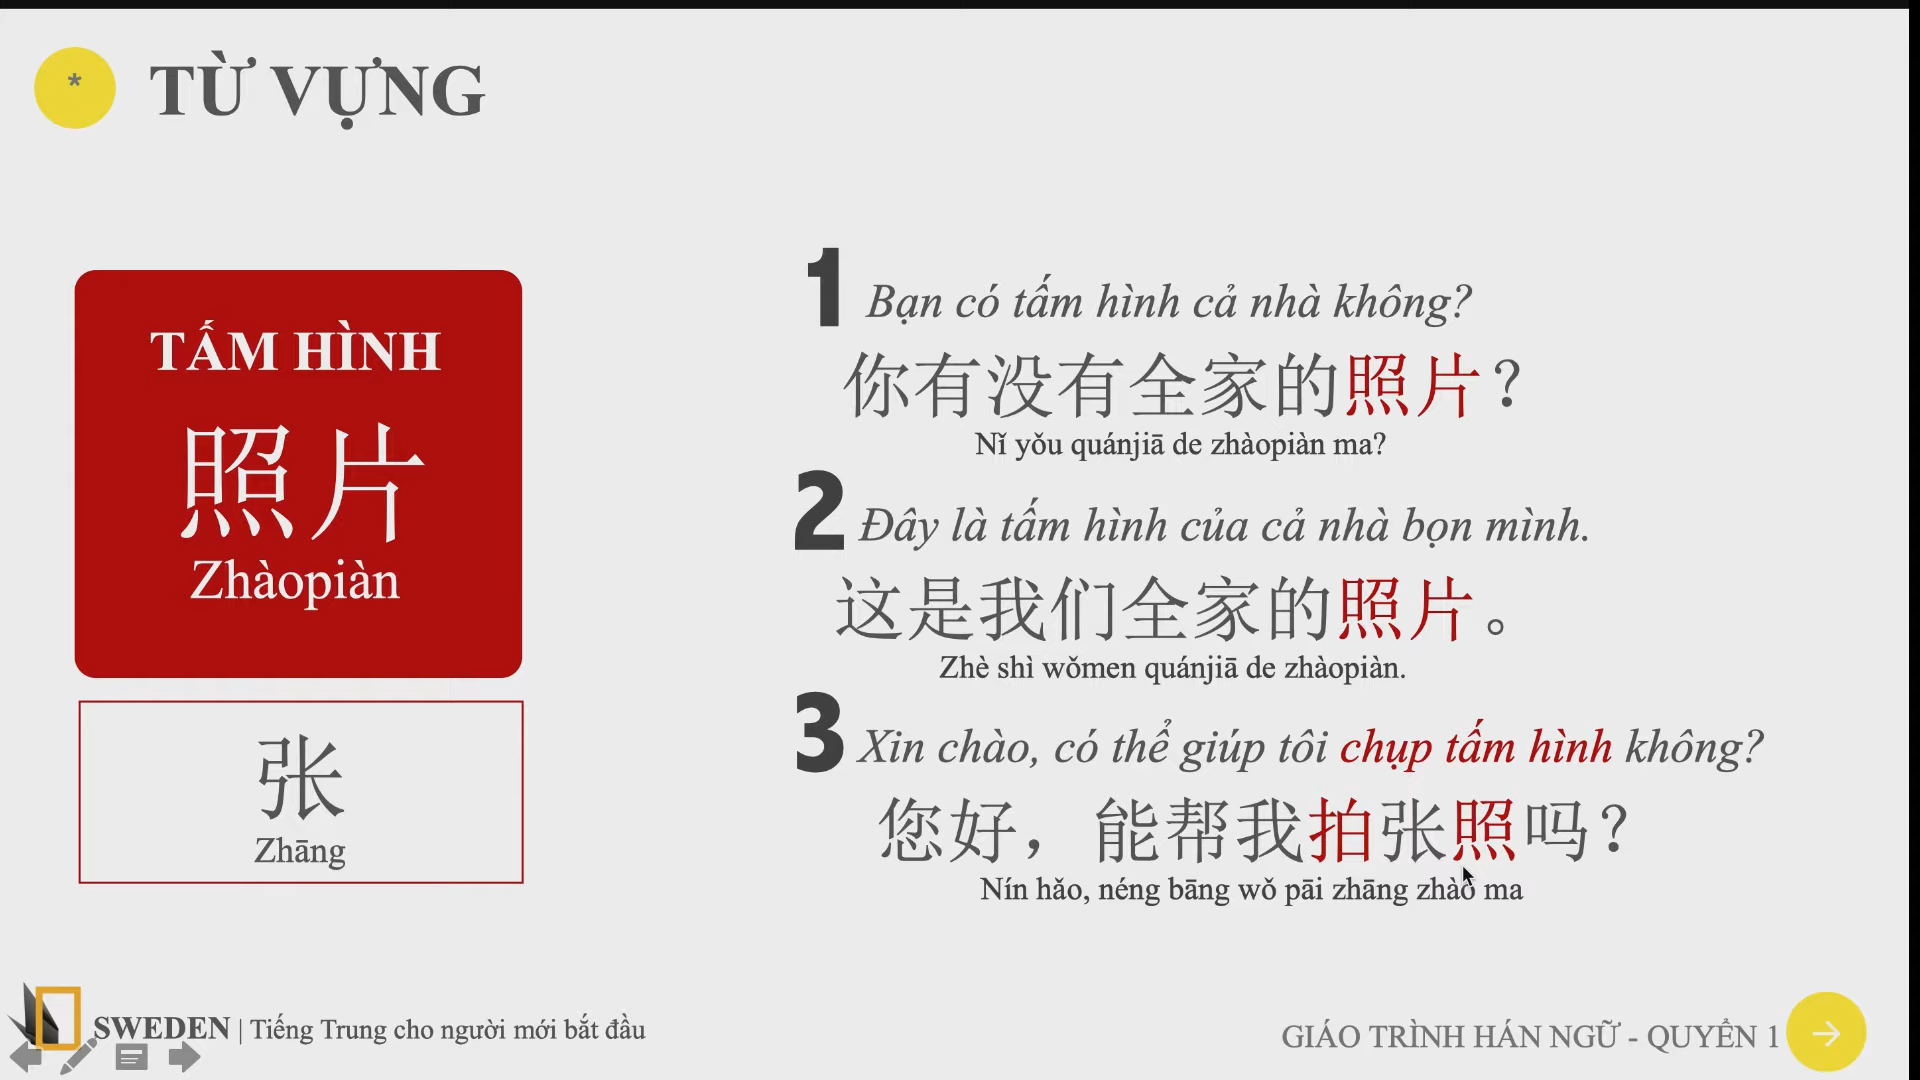 *
TỪ VỰNG
TẤM HÌNH
照片
Zhàopiàn
张
Zhāng
1 Bạn có tấm hình cả nhà không?
你有没有全家的照片？
Nǐ yǒu quánjiā de zhàopiàn ma?
2 Đây là tấm hình của cả nhà bọn mình.
这是我们全家的照片。
Zhè shì wǒmen quánjiā de zhàopiàn.
3 Xin chào, có thể giúp tôi chụp tấm hình không?
您好，能帮我拍张照吗？
Nín hǎo, néng bāng wǒ pāi zhāng zhào ma
SWEDEN | Tiếng Trung cho người mới bắt đầu
GIÁO TRÌNH HÁN NGỮ - QUYỂN 1